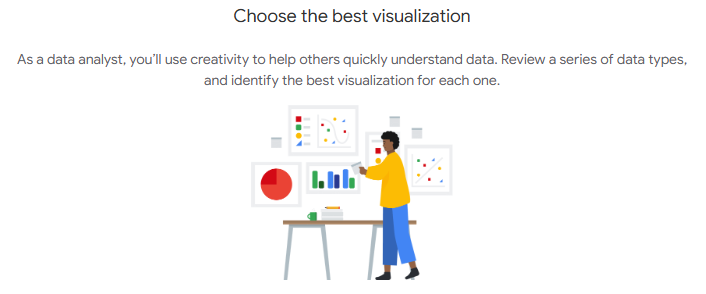 Choose the best visualization
As a data analyst, you’ll use creativity to help others quickly understand data. Review a series of data types,
and identify the best visualization for each one.